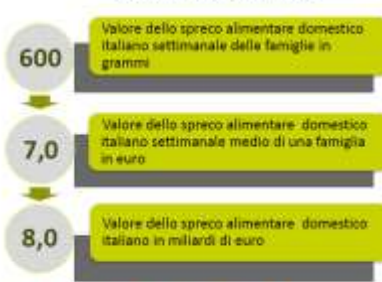 Valore dello spreco alimentare domestico
italiano settimanale delle famiglie in
grammi
600
Valore dello spreco alimentare domestico
italiano settimanale medio di una famiglia
in euro
7,0
Valore dello spreco alimentare domestico
italiano in miliardi di euro
8,0